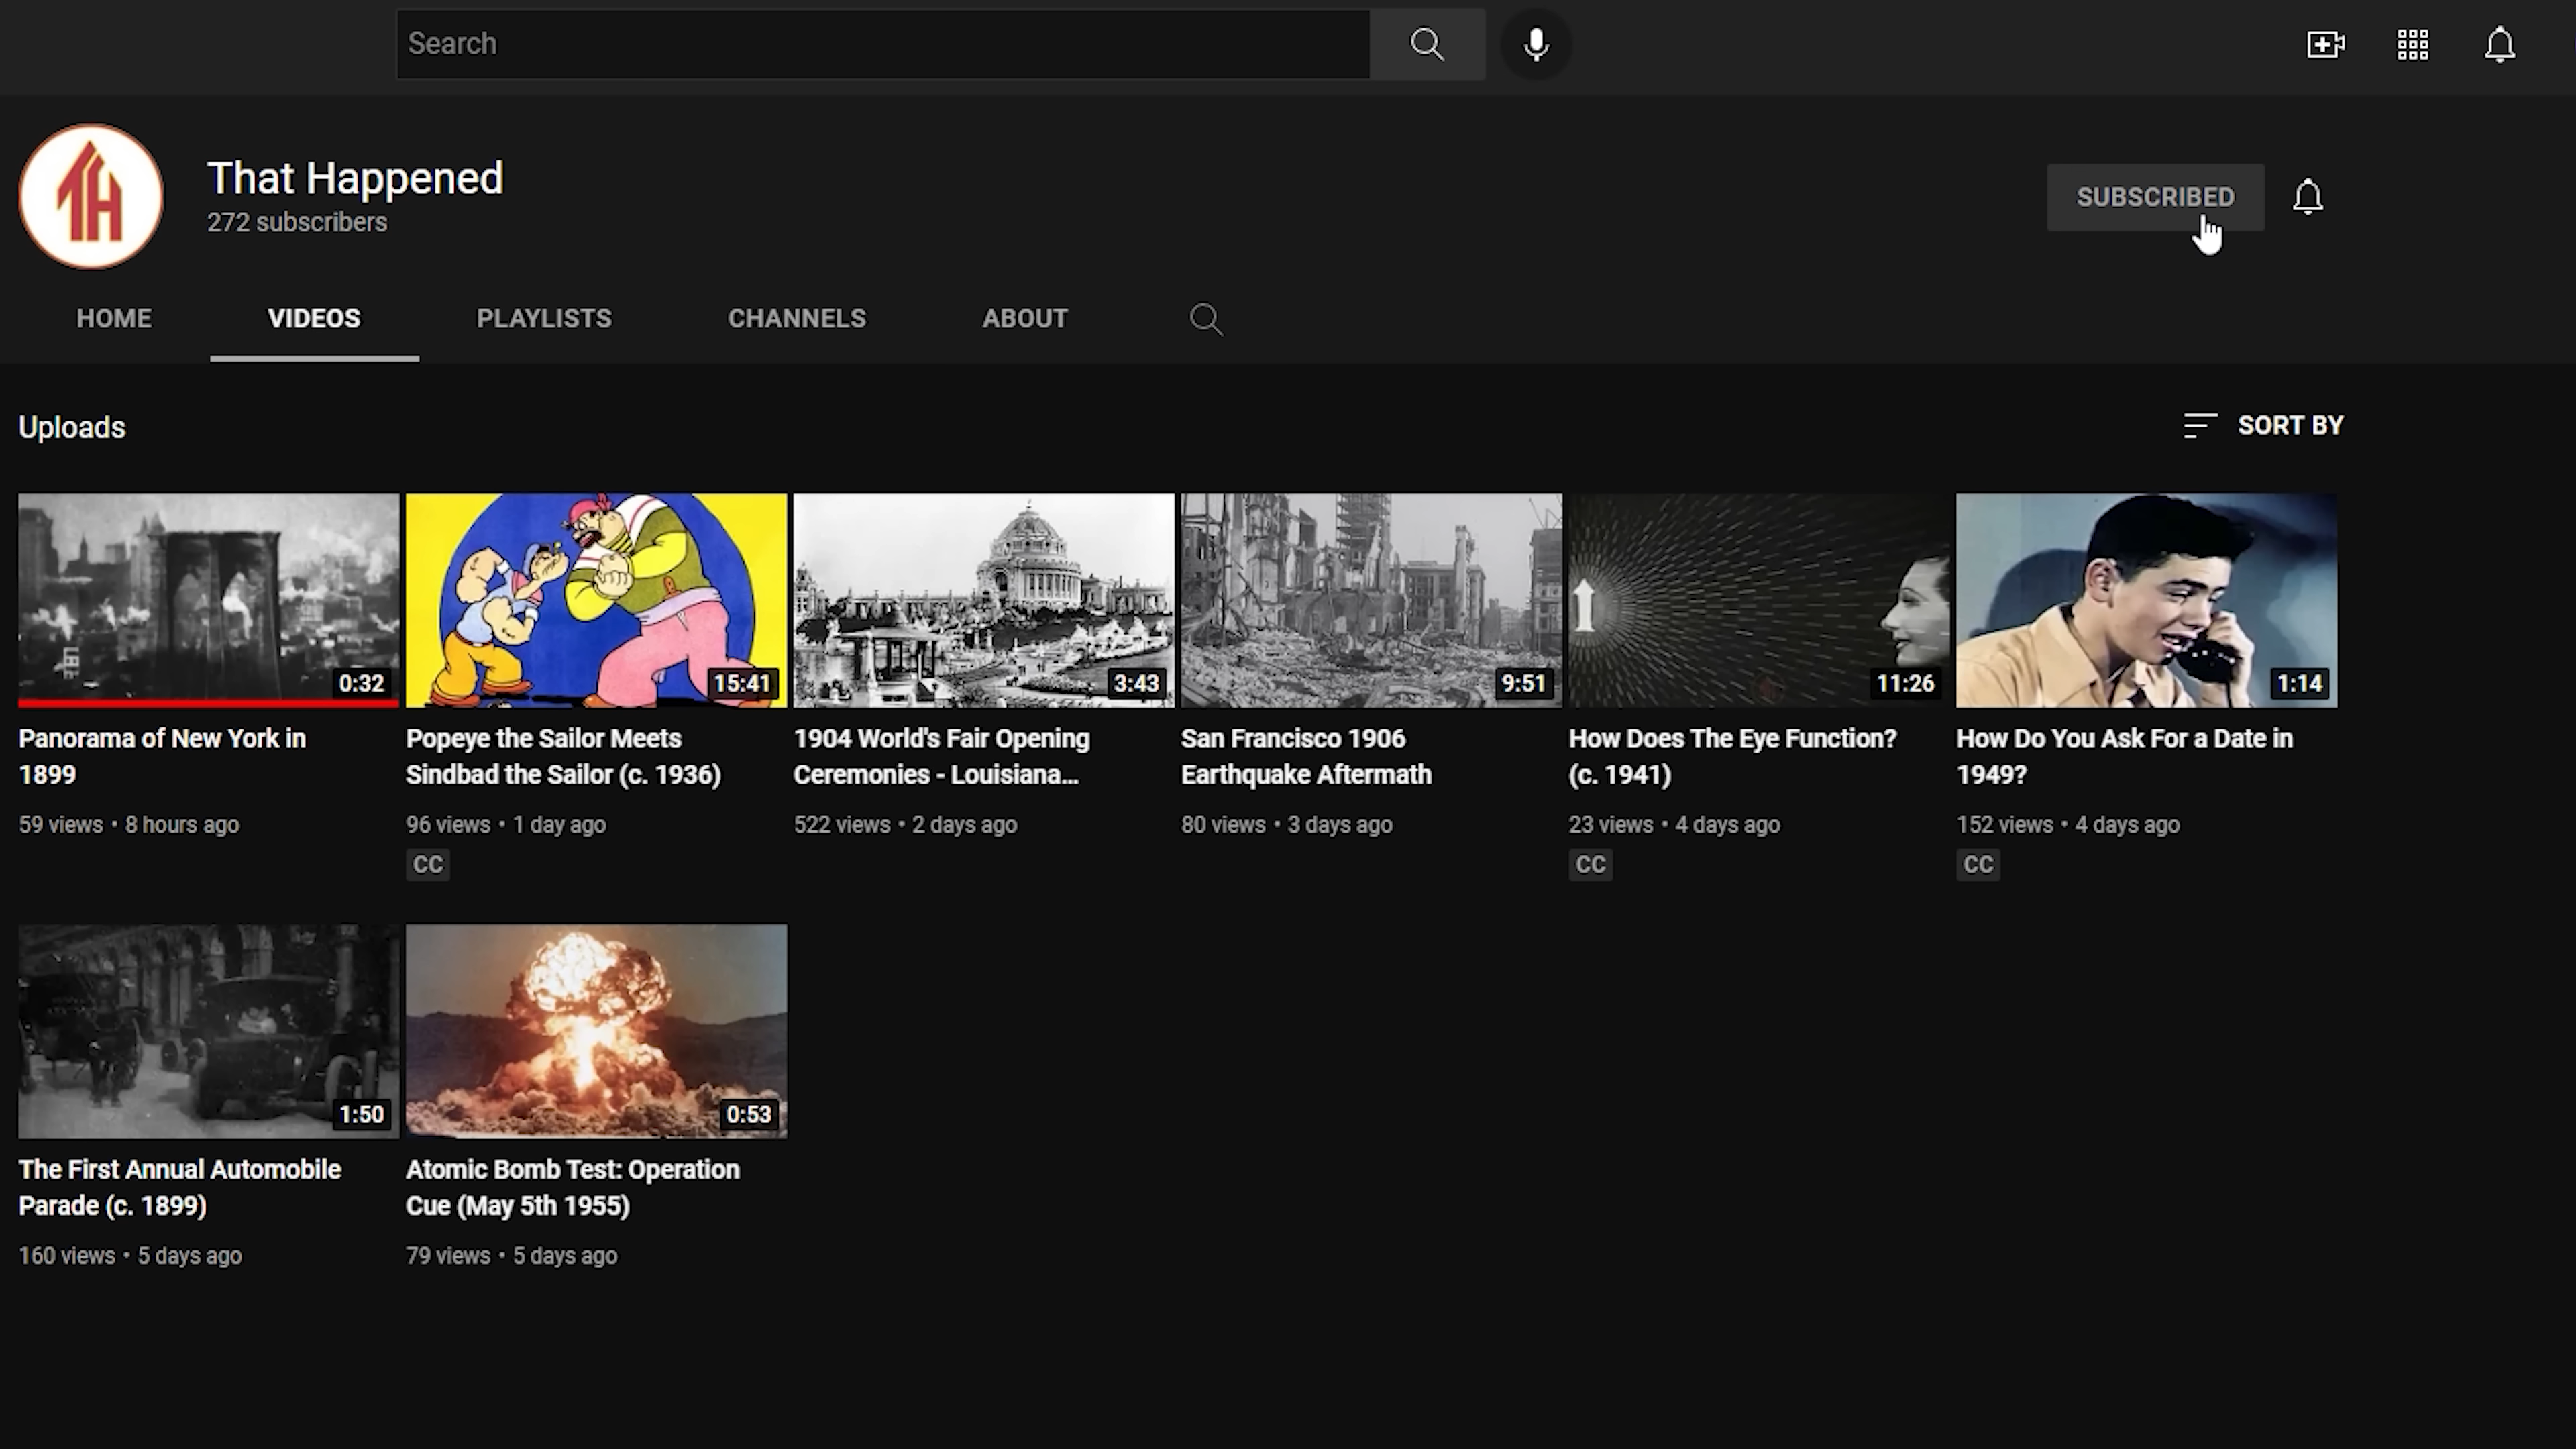 Search
TH
That Happened
272 subscribers
SUBSCRIBED
HOME
VIDEOS
PLAYLISTS
CHANNELS
ABOUT
Uploads
SORT BY
0:32
15:41
3:43
9:51
11:26
1:14
Panorama of New York in
1899
59 views • 8 hours ago
Popeye the Sailor Meets
Sindbad the Sailor (c. 1936)
96 views • 1 day ago
CC
1904 World's Fair Opening
Ceremonies - Louisiana...
522 views • 2 days ago
San Francisco 1906
Earthquake Aftermath
80 views • 3 days ago
How Does The Eye Function?
(c. 1941)
23 views • 4 days ago
CC
How Do You Ask For a Date in
1949?
152 views • 4 days ago
CC
1:50
0:53
The First Annual Automobile
Parade (c. 1899)
160 views • 5 days ago
Atomic Bomb Test: Operation
Cue (May 5th 1955)
79 views • 5 days ago